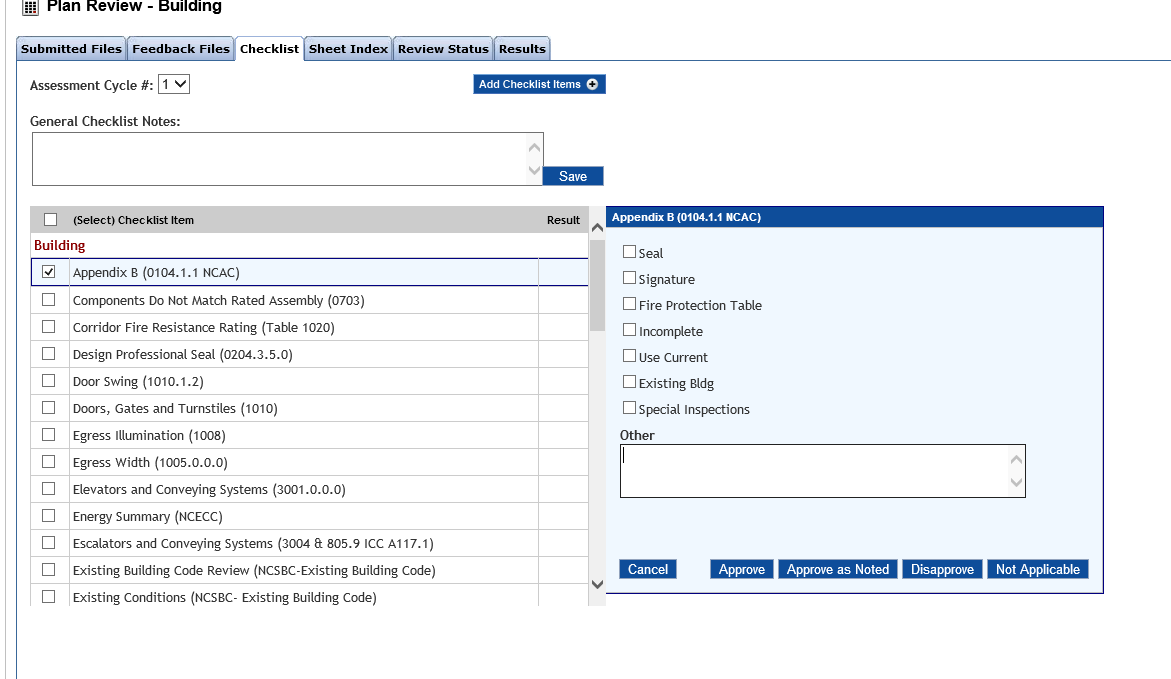 Plan Review - Building
Submitted Files Feedback Files Checklist Sheet Index Review Status Results
Assessment Cycle #: 1 Add Checklist Items
General Checklist Notes:
Save
(Select) Checklist Item Result
Building
Appendix B (0104.1.1 NCAC)
Components Do Not Match Rated Assembly (0703)
Corridor Fire Resistance Rating (Table 1020)
Design Professional Seal (0204.3.5.0)
Door Swing (1010.1.2)
Doors, Gates and Turnstiles (1010)
Egress Illumination (1008)
Egress Width (1005.0.0.0)
Elevators and Conveying Systems (3001.0.0.0)
Energy Summary (NCECC)
Escalators and Conveying Systems (3004 & 805.9 ICC A117.1)
Existing Building Code Review (NCSBC-Existing Building Code)
Existing Conditions (NCSBC- Existing Building Code)
Appendix B (0104.1.1 NCAC)
Seal
Signature
Fire Protection Table
Incomplete
Use Current
Existing Bldg
Special Inspections
Other
Cancel Approve Approve as Noted Disapprove Not Applicable